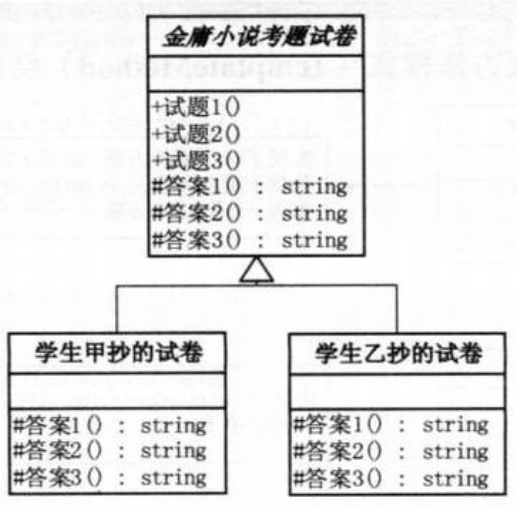 金庸小说考题试卷
+试题1()
+试题2()
+试题3()
#答案1() : string
#答案2() : string
#答案3() : string
学生甲抄的试卷
#答案1() : string
#答案2() : string
#答案3() : string
学生乙抄的试卷
#答案1() : string
#答案2() : string
#答案3() : string